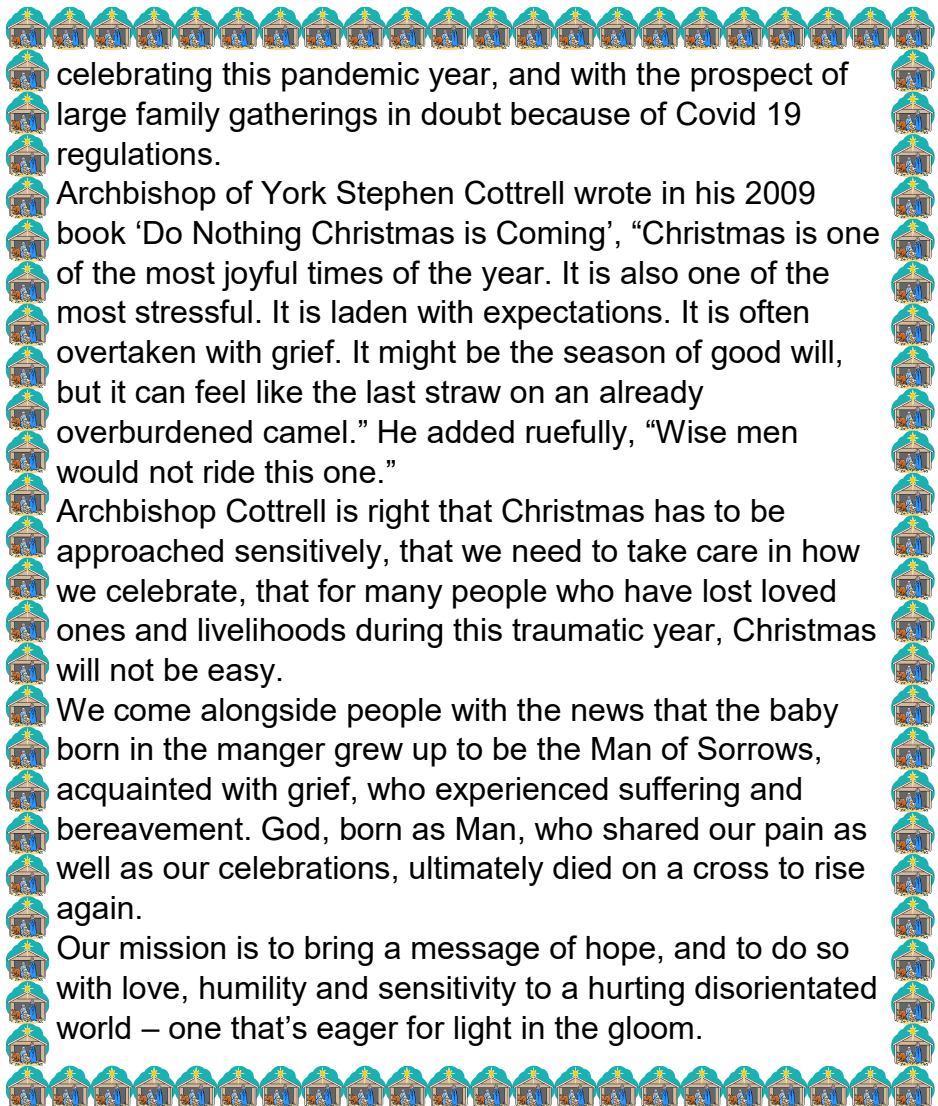 celebrating this pandemic year, and with the prospect of
large family gatherings in doubt because of Covid 19
regulations.
Archbishop of York Stephen Cottrell wrote in his 2009
book ‘Do Nothing Christmas is Coming’, “Christmas is one
of the most joyful times of the year. It is also one of the
most stressful. It is laden with expectations. It is often
overtaken with grief. It might be the season of good will,
but it can feel like the last straw on an already
overburdened camel.” He added ruefully, “Wise men
would not ride this one.”
Archbishop Cottrell is right that Christmas has to be
approached sensitively, that we need to take care in how
we celebrate, that for many people who have lost loved
ones and livelihoods during this traumatic year, Christmas
will not be easy.
We come alongside people with the news that the baby
born in the manger grew up to be the Man of Sorrows,
acquainted with grief, who experienced suffering and
bereavement. God, born as Man, who shared our pain as
well as our celebrations, ultimately died on a cross to rise
again.
Our mission is to bring a message of hope, and to do so
with love, humility and sensitivity to a hurting disorientated
world – one that’s eager for light in the gloom.